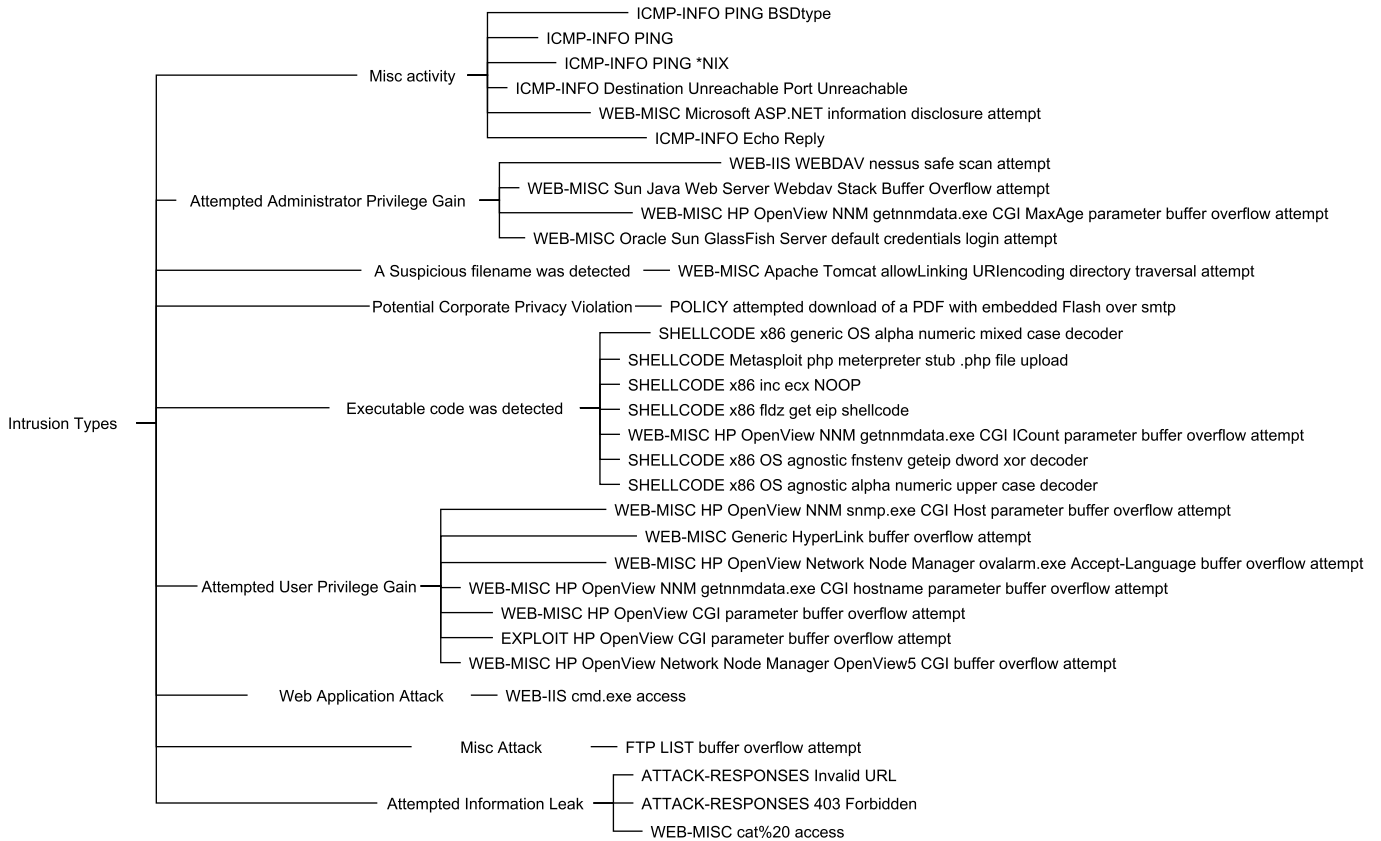 Intrusion Types
Misc activity
ICMP-INFO PING BSDtype
ICMP-INFO PING
ICMP-INFO PING *NIX
ICMP-INFO Destination Unreachable Port Unreachable
WEB-MISC Microsoft ASP.NET information disclosure attempt
ICMP-INFO Echo Reply
Attempted Administrator Privilege Gain
WEB-IIS WEBDAV nessus safe scan attempt
WEB-MISC Sun Java Web Server Webdav Stack Buffer Overflow attempt
WEB-MISC HP OpenView NNM getnnmdata.exe CGI MaxAge parameter buffer overflow attempt
WEB-MISC Oracle Sun GlassFish Server default credentials login attempt
A Suspicious filename was detected
WEB-MISC Apache Tomcat allowLinking URIencoding directory traversal attempt
Potential Corporate Privacy Violation
POLICY attempted download of a PDF with embedded Flash over smtp
Executable code was detected
SHELLCODE x86 generic OS alpha numeric mixed case decoder
SHELLCODE Metasploit php meterpreter stub .php file upload
SHELLCODE x86 inc ecx NOOP
SHELLCODE x86 fldz get eip shellcode
WEB-MISC HP OpenView NNM getnnmdata.exe CGI ICount parameter buffer overflow attempt
SHELLCODE x86 OS agnostic fnstenv geteip dword xor decoder
SHELLCODE x86 OS agnostic alpha numeric upper case decoder
Attempted User Privilege Gain
WEB-MISC HP OpenView NNM snmp.exe CGI Host parameter buffer overflow attempt
WEB-MISC Generic HyperLink buffer overflow attempt
WEB-MISC HP OpenView Network Node Manager ovalarm.exe Accept-Language buffer overflow attempt
WEB-MISC HP OpenView NNM getnnmdata.exe CGI hostname parameter buffer overflow attempt
WEB-MISC HP OpenView CGI parameter buffer overflow attempt
EXPLOIT HP OpenView CGI parameter buffer overflow attempt
WEB-MISC HP OpenView Network Node Manager OpenView5 CGI buffer overflow attempt
Web Application Attack
WEB-IIS cmd.exe access
Misc Attack
FTP LIST buffer overflow attempt
Attempted Information Leak
ATTACK-RESPONSES Invalid URL
ATTACK-RESPONSES 403 Forbidden
WEB-MISC cat%20 access